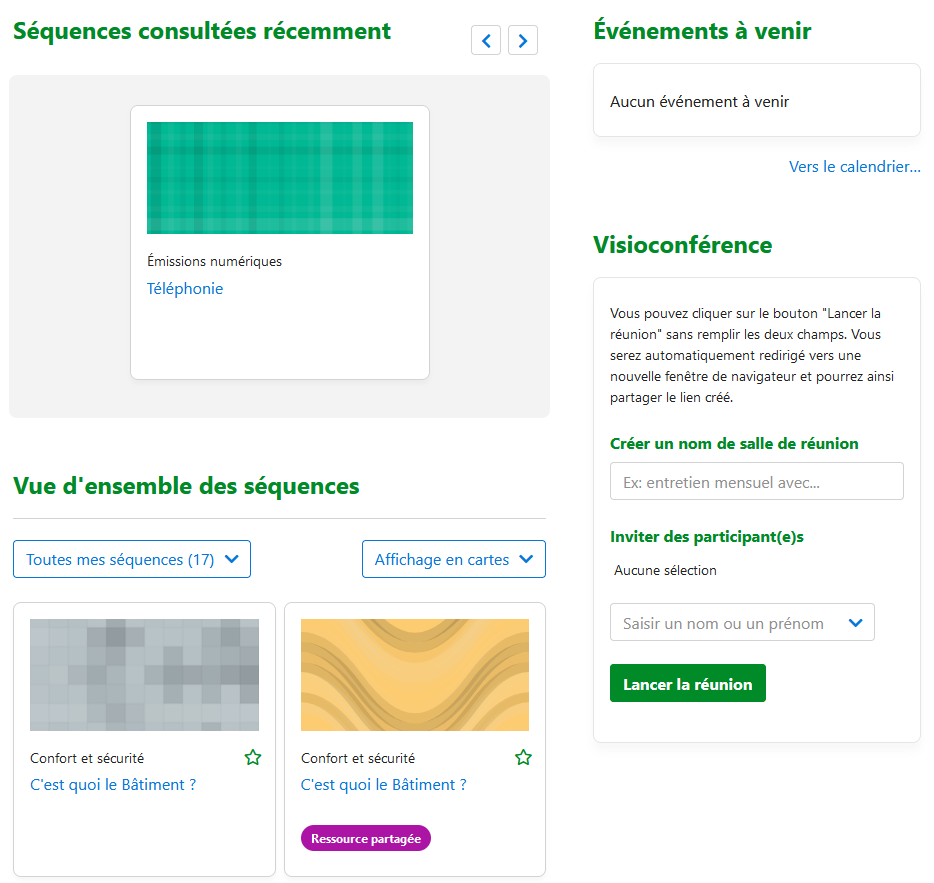 Séquences consultées récemment
Émissions numériques
Téléphonie
Vue d'ensemble des séquences
Toutes mes séquences (17)
Affichage en cartes
Confort et sécurité
C'est quoi le Bâtiment ?
Confort et sécurité
C'est quoi le Bâtiment ?
Ressource partagée
Événements à venir
Aucun événement à venir
Vers le calendrier...
Visioconférence
Vous pouvez cliquer sur le bouton "Lancer la
réunion" sans remplir les deux champs. Vous
serez automatiquement redirigé vers une
nouvelle fenêtre de navigateur et pourrez ainsi
partager le lien créé.
Créer un nom de salle de réunion
Ex: entretien mensuel avec...
Inviter des participant(e)s
Aucune sélection
Saisir un nom ou un prénom
Lancer la réunion